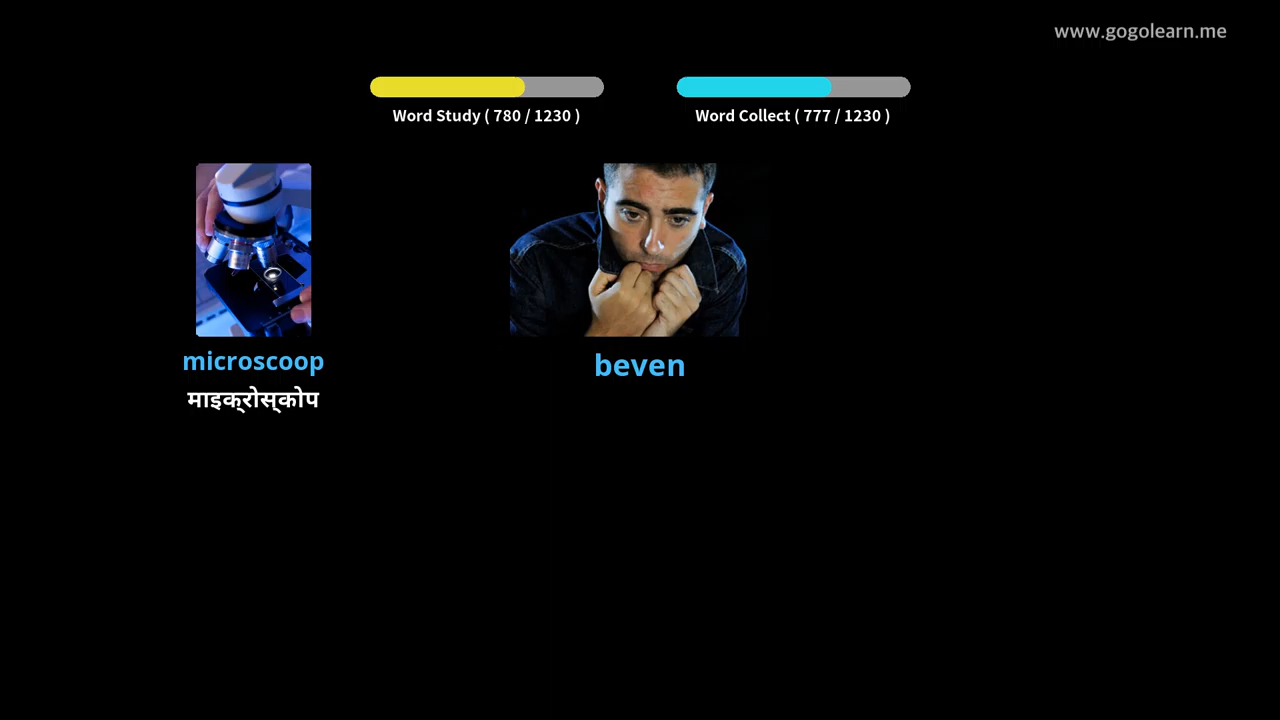 www.gogolearn.me
Word Study ( 780 / 1230 )
Word Collect ( 777 / 1230 )
microscoop
माइक्रोस्कोप
beven